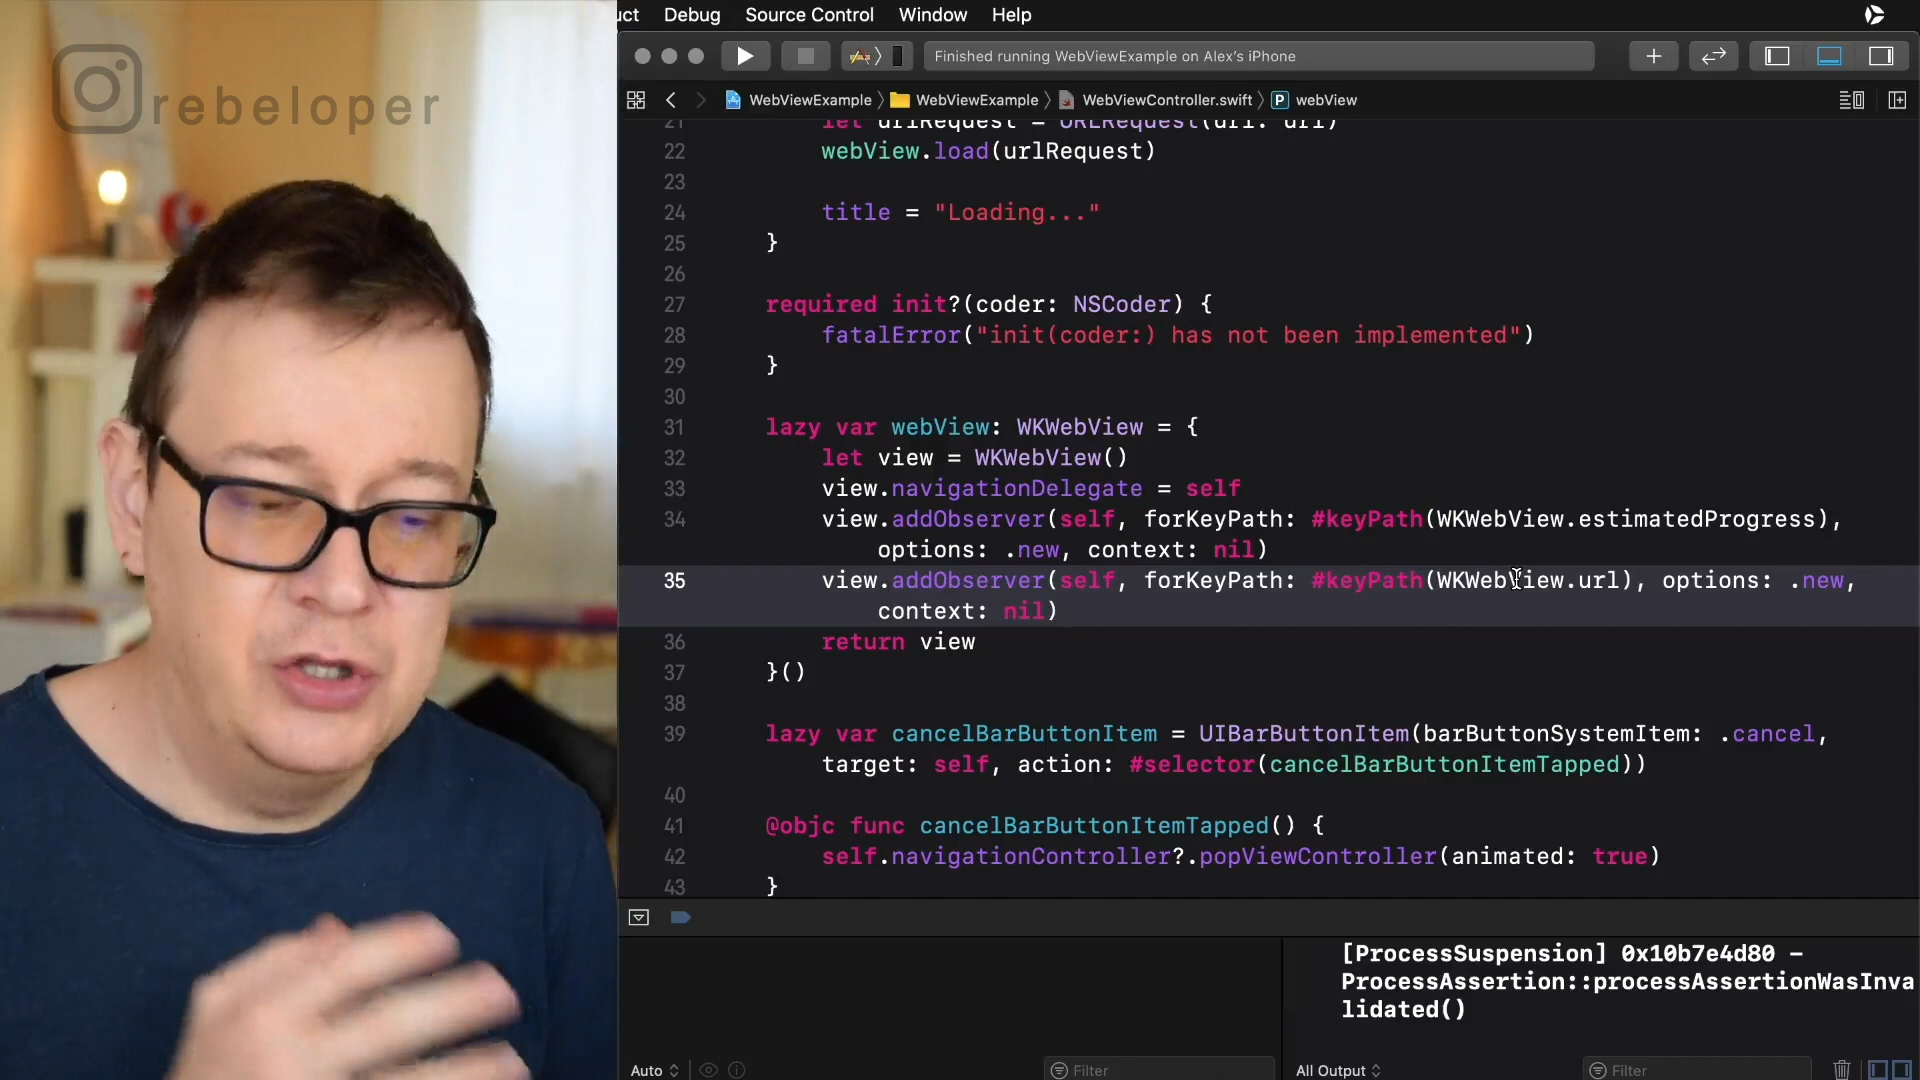 rebeloper
uct Debug Source Control Window Help
Finished running WebViewExample on Alex's iPhone
WebViewExample WebViewExample WebViewController.swift P webView
21 let urlRequest = URLRequest(url: url)
22 webView.load(urlRequest)
23
24 title = "Loading..."
25 }
26
27 required init?(coder: NSCoder) {
28 fatalError("init(coder:) has not been implemented")
29 }
30
31 lazy var webView: WKWebView = {
32 let view = WKWebView()
33 view.navigationDelegate = self
34 view.addObserver(self, forKeyPath: #keyPath(WKWebView.estimatedProgress),
options: .new, context: nil)
35 view.addObserver(self, forKeyPath: #keyPath(WKWebView.url), options: .new,
context: nil)
36 return view
37 }()
38
39 lazy var cancelBarButtonItem = UIBarButtonItem(barButtonSystemItem: .cancel,
target: self, action: #selector(cancelBarButtonItemTapped))
40
41 @objc func cancelBarButtonItemTapped() {
42 self.navigationController?.popViewController(animated: true)
43 }
[ProcessSuspension] 0x10b7e4d80 -
ProcessAssertion::processAssertionWasInva
lidated()
Auto Filter All Output Filter